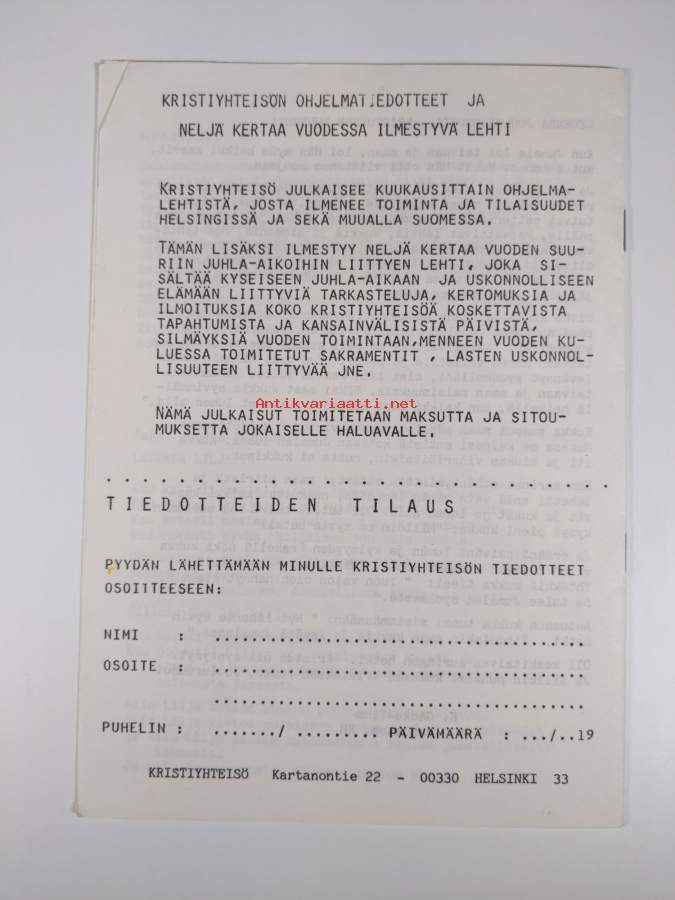 KRISTIYHTEISÖN OHJELMATIEDOTTEET JA
NELJÄ KERTAA VUODESSA ILMESTYVÄ LEHTI
KRISTIYHTEISÖ JULKAISEE KUUKAUSITTAIN OHJELMA-
LEHTISTÄ, JOSTA ILMENEE TOIMINTA JA TILAISUUDET
HELSINGISSÄ JA SEKÄ MUUALLA SUOMESSA.
TÄMÄN LISÄKSI ILMESTYY NELJÄ KERTAA VUODEN SUU-
RIIN JUHLA-AIKOIHIN LIITTYEN LEHTI, JOKA SI-
SÄLTÄÄ KYSEISEEN JUHLA-AIKAAN JA USKONNOLLISEEN
ELÄMÄÄN LIITTYVIÄ TARKASTELUJA, KERTOMUKSIA JA
ILMOITUKSIA KOKO KRISTIYHTEISÖÄ KOSKETTAVISTA
TAPAHTUMISTA JA KANSAINVÄLISISTÄ PÄIVISTÄ,
SILMÄYKSIÄ VUODEN TOIMINTAAN,MENNEEN VUODEN KU-
LUESSA TOIMITETUT SAKRAMENTIT , LASTEN USKONNOL-
LISUUTEEN LIITTYVÄÄ JNE.
Antikvariaatti.net
NÄMÄ JULKAISUT TOIMITETAAN MAKSUTTA JA SITOU-
MUKSETTA JOKAISELLE HALUAVALLE.
. . . . . . . . . . . . . . . . . . . . . . . . . . . .
TIEDOTTEIDEN TILAUS
PYYDÄN LÄHETTÄMÄÄN MINULLE KRISTIYHTEISÖN TIEDOTTEET
OSOITTEESEEN:
NIMI : .........................................
OSOITE : .........................................
.........................................
PUHELIN : ......./ ......... PÄIVÄMÄÄRÄ : .../..19
KRISTIYHTEISÖ Kartanontie 22 - 00330 HELSINKI 33